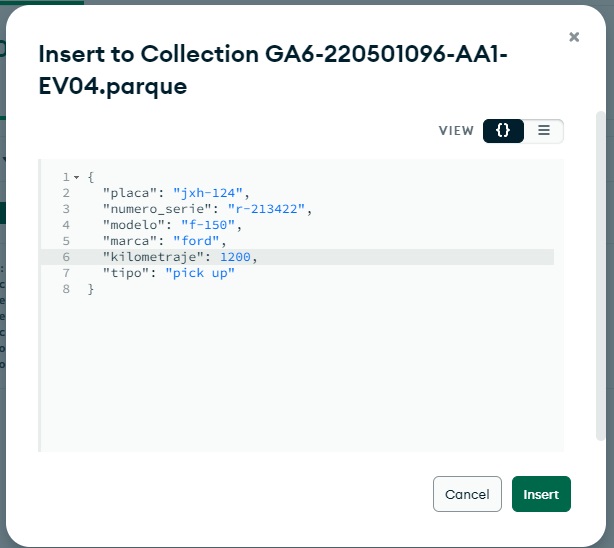 Insert to Collection GA6-220501096-AA1-
EV04.parque
VIEW {}
1 {
2 "placa": "jxh-124",
3 "numero_serie": "r-213422",
4 "modelo": "f-150",
5 "marca": "ford",
6 "kilometraje": 1200,
7 "tipo": "pick up"
8 }
Cancel Insert